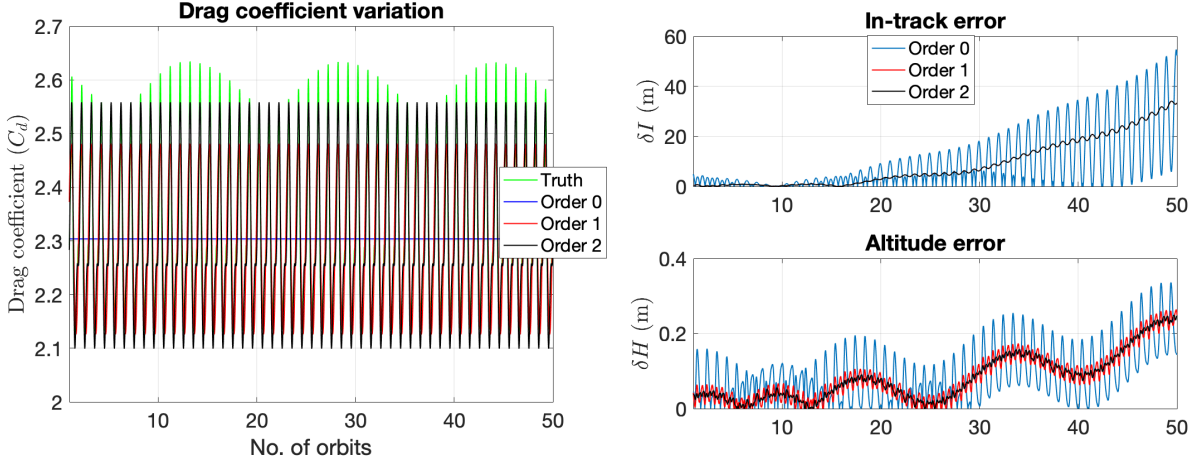 Drag coefficient variation
2.7
2.6
2.5
2.4
2.3
2.2
2.1
2
Drag coefficient (C_d)
10
20
30
40
50
No. of orbits
Truth
Order 0
Order 1
Order 2
In-track error
60
40
20
0
δI (m)
10
20
30
40
50
Order 0
Order 1
Order 2
Altitude error
0.4
0.2
0
δH (m)
10
20
30
40
50